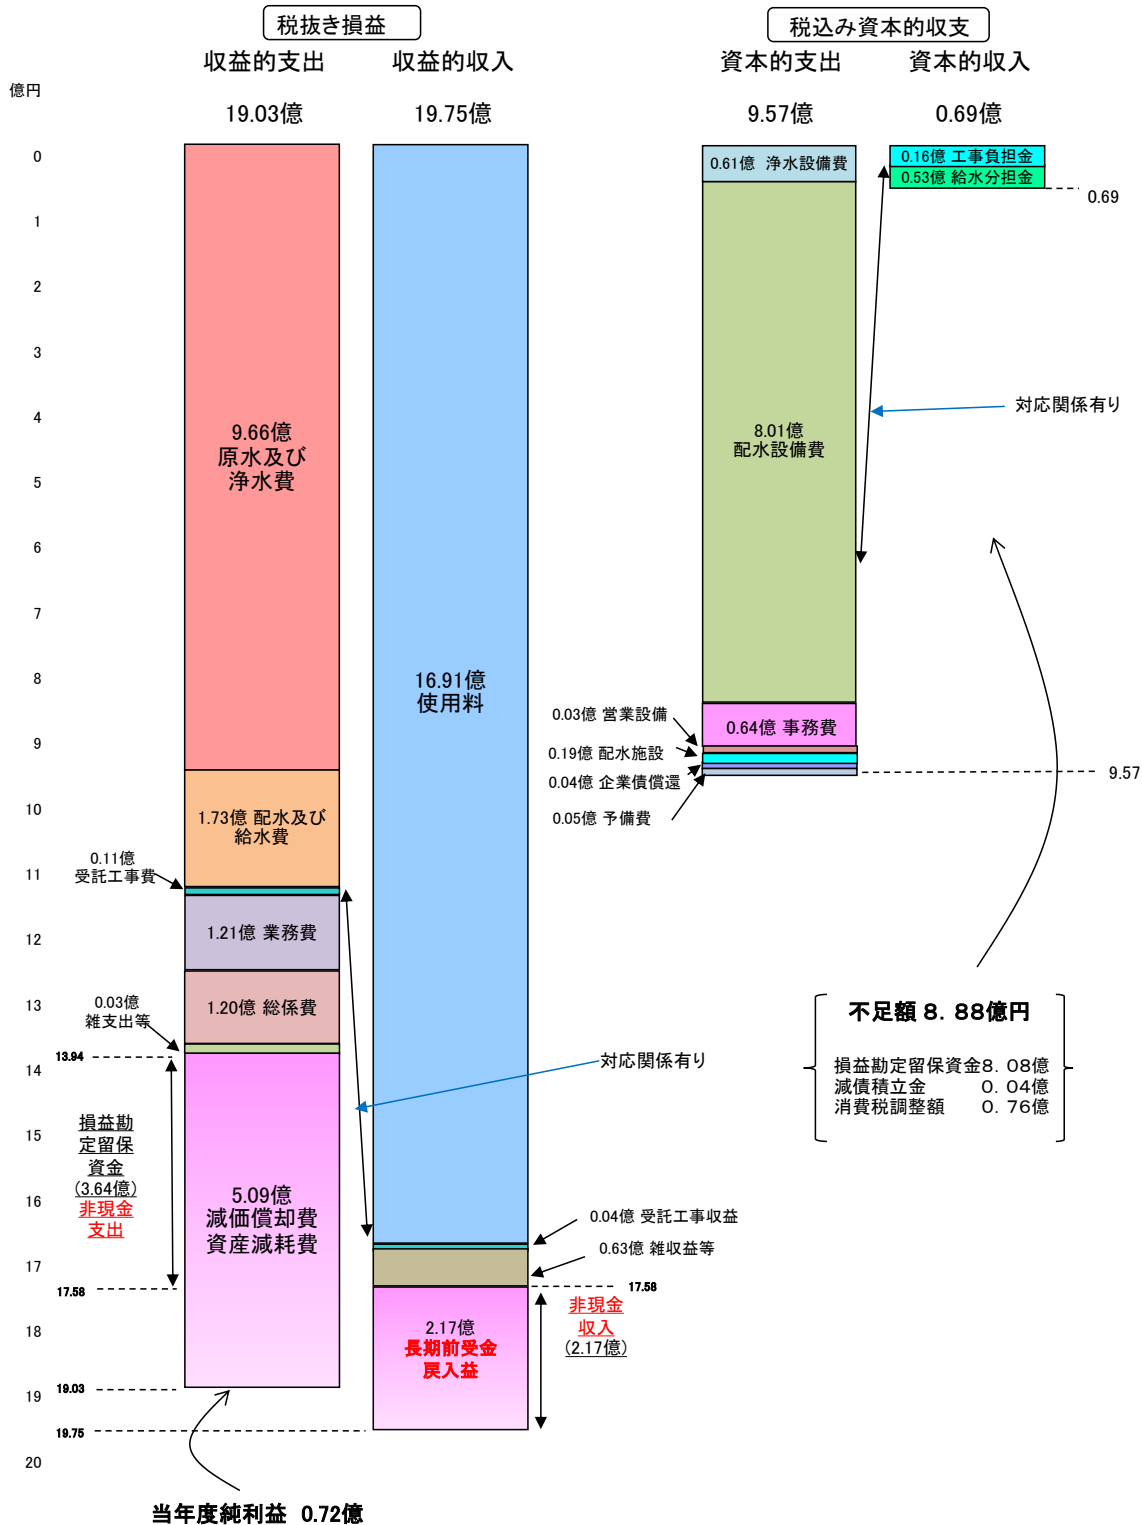 税抜き損益
税込み資本的収支
収益的支出
収益的収入
資本的支出
資本的収入
億円
19.03億
19.75億
9.57億
0.69億
0
1
2
3
4
5
6
7
8
9
10
11
12
13
14
15
16
17
18
19
20
9.66億
原水及び
浄水費
1.73億 配水及び
給水費
0.11億
受託工事費
1.21億 業務費
1.20億 総係費
0.03億
雑支出等
13.94
損益勘
定留保
資金
(3.64億)
非現金
支出
17.58
5.09億
減価償却費
資産減耗費
19.03
19.75
当年度純利益 0.72億
16.91億
使用料
対応関係有り
0.04億 受託工事収益
0.63億 雑収益等
17.58
2.17億
長期前受金
戻入益
非現金
収入
(2.17億)
0.61億 浄水設備費
8.01億
配水設備費
0.64億 事務費
0.03億 営業設備
0.19億 配水施設
0.04億 企業債償還
0.05億 予備費
0.16億 工事負担金
0.53億 給水分担金
0.69
対応関係有り
9.57
不足額 8.88億円
損益勘定留保資金8.08億
減債積立金 0.04億
消費税調整額 0.76億